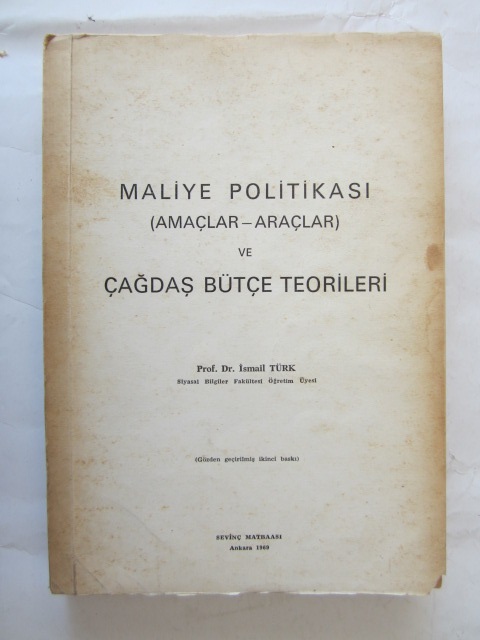 MALİYE POLİTİKASI
(AMAÇLAR – ARAÇLAR)
VE
ÇAĞDAŞ BÜTÇE TEORİLERİ
Prof. Dr. İsmail TÜRK
Siyasal Bilgiler Fakültesi Öğretim Üyesi
(Gözden geçirilmiş ikinci baskı)
SEVİNÇ MATBAASI
Ankara 1969